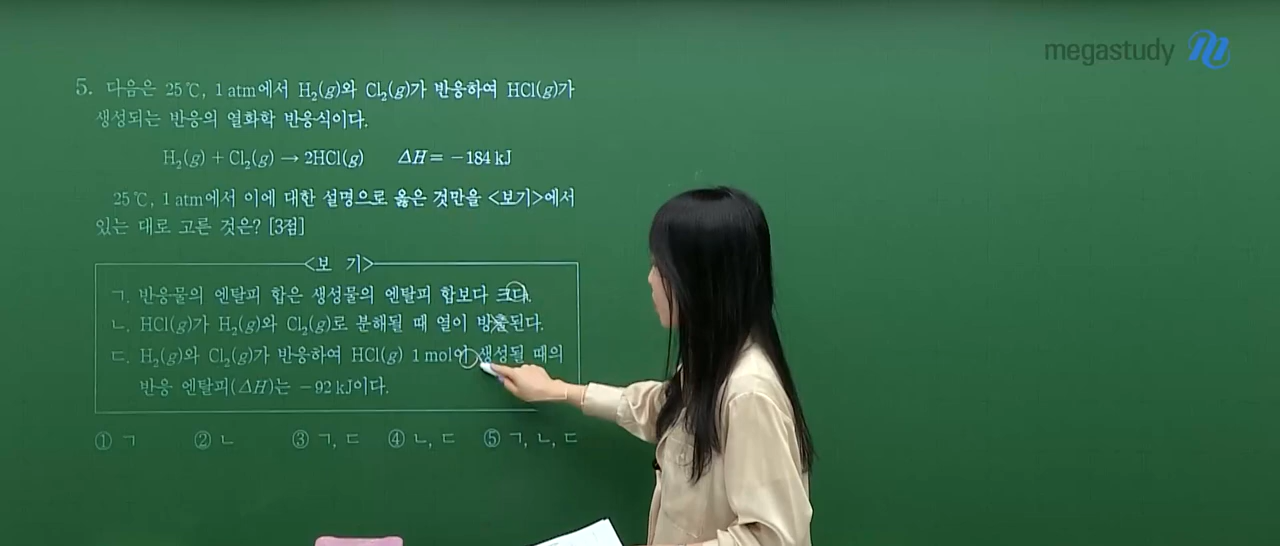 megastudy
5. 다음은 25℃, 1 atm에서 H₂(g)와 Cl₂(g)가 반응하여 HCl(g)가
생성되는 반응의 열화학 반응식이다.
H₂(g) + Cl₂(g) → 2HCl(g) ΔH = −184 kJ
25℃, 1 atm에서 이에 대한 설명으로 옳은 것만을 <보기>에서
있는 대로 고른 것은? [3점]
<보 기>
ㄱ. 반응물의 엔탈피 합은 생성물의 엔탈피 합보다 크다.
ㄴ. HCl(g)가 H₂(g)와 Cl₂(g)로 분해될 때 열이 방출된다.
ㄷ. H₂(g)와 Cl₂(g)가 반응하여 HCl(g) 1 mol이 생성될 때의
반응 엔탈피(ΔH)는 −92 kJ이다.
① ㄱ ② ㄴ ③ ㄱ, ㄷ ④ ㄴ, ㄷ ⑤ ㄱ, ㄴ, ㄷ